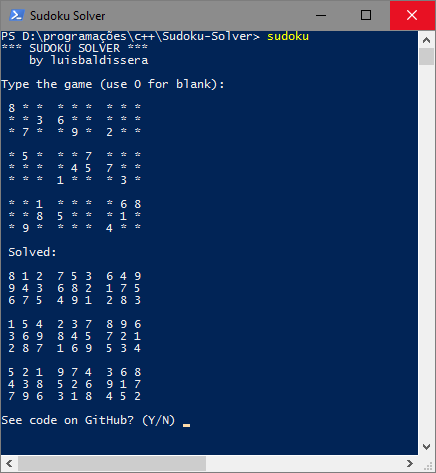 Sudoku Solver
PS D:\programações\c++\Sudoku-Solver> sudoku
*** SUDOKU SOLVER ***
by luisbaldissera
Type the game (use 0 for blank):
8 * * * * * * * *
* * 3 6 * * * * *
* 7 * * 9 * 2 * *
* 5 * * * 7 * * *
* * * * 4 5 7 * *
* * * 1 * * * 3 *
* * 1 * * * * 6 8
* * 8 5 * * * 1 *
* 9 * * * * 4 * *
Solved:
8 1 2 7 5 3 6 4 9
9 4 3 6 8 2 1 7 5
6 7 5 4 9 1 2 8 3
1 5 4 2 3 7 8 9 6
3 6 9 8 4 5 7 2 1
2 8 7 1 6 9 5 3 4
5 2 1 9 7 4 3 6 8
4 3 8 5 2 6 9 1 7
7 9 6 3 1 8 4 5 2
See code on GitHub? (Y/N)